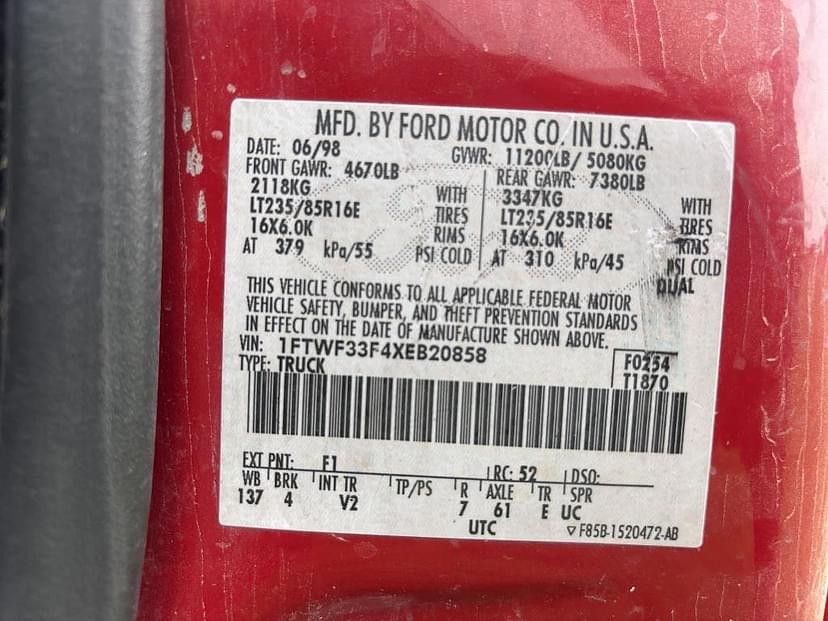 MFD. BY FORD MOTOR CO. IN U.S.A.
DATE: 06/98 GVWR: 11200LB/ 5080KG
FRONT GAWR: 4670LB REAR GAWR: 7380LB
2118KG WITH 3347KG WITH
LT235/85R16E TIRES LT235/85R16E TIRES
16X6.0K RIMS 16X6.0K RIMS
AT 379 kPa/55 PSI COLD AT 310 kPa/45 PSI COLD
DUAL
THIS VEHICLE CONFORMS TO ALL APPLICABLE FEDERAL MOTOR
VEHICLE SAFETY, BUMPER, AND THEFT PREVENTION STANDARDS
IN EFFECT ON THE DATE OF MANUFACTURE SHOWN ABOVE.
VIN: 1FTWF33F4XEB20858 F0254
TYPE: TRUCK T1870
EXT PNT: F1 RC: 52 DSO:
WB BRK INT TR TP/PS R AXLE TR SPR
137 4 V2 7 61 E UC
UTC ▽ F85B-1520472-AB